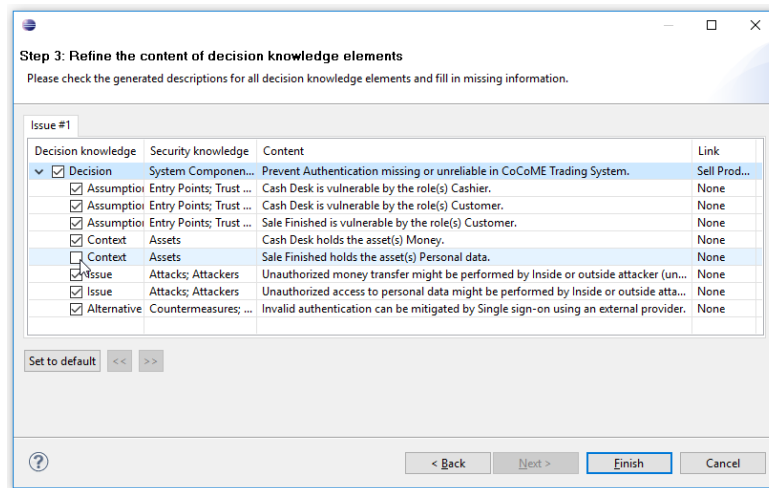 Step 3: Refine the content of decision knowledge elements
Please check the generated descriptions for all decision knowledge elements and fill in missing information.
Issue #1
Decision knowledge Security knowledge Content Link
Decision System Componen... Prevent Authentication missing or unreliable in CoCoME Trading System. Sell Prod...
Assumption Entry Points; Trust ... Cash Desk is vulnerable by the role(s) Cashier. None
Assumption Entry Points; Trust ... Cash Desk is vulnerable by the role(s) Customer. None
Assumption Entry Points; Trust ... Sale Finished is vulnerable by the role(s) Customer. None
Context Assets Cash Desk holds the asset(s) Money. None
Context Assets Sale Finished holds the asset(s) Personal data. None
Issue Attacks; Attackers Unauthorized money transfer might be performed by Inside or outside attacker (un... None
Issue Attacks; Attackers Unauthorized access to personal data might be performed by Inside or outside atta... None
Alternative Countermeasures; ... Invalid authentication can be mitigated by Single sign-on using an external provider. None
Set to default << >>
? < Back Next > Finish Cancel